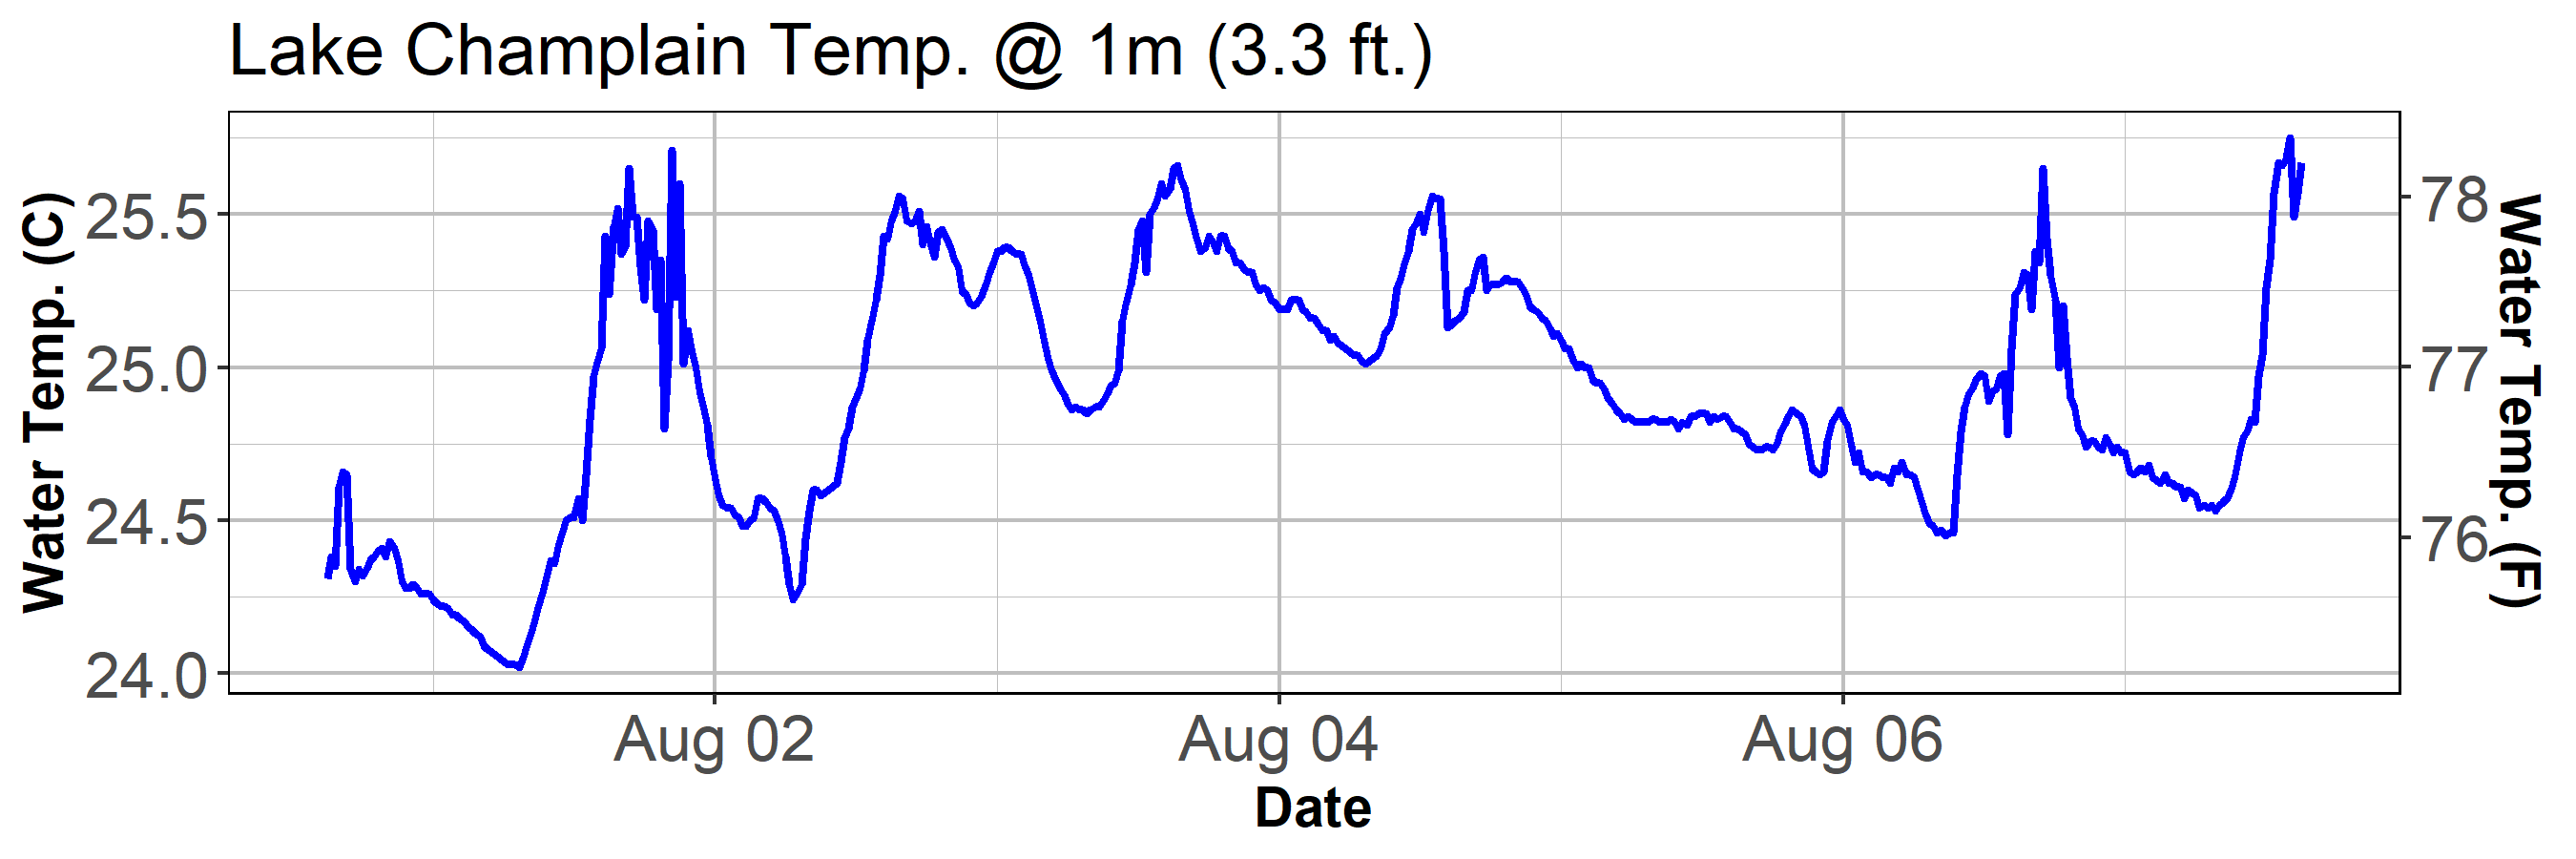 Lake Champlain Temp. @ 1m (3.3 ft.)
Water Temp. (C)
25.5
25.0
24.5
24.0
78
77
76
Water Temp. (F)
Aug 02 Aug 04 Aug 06
Date